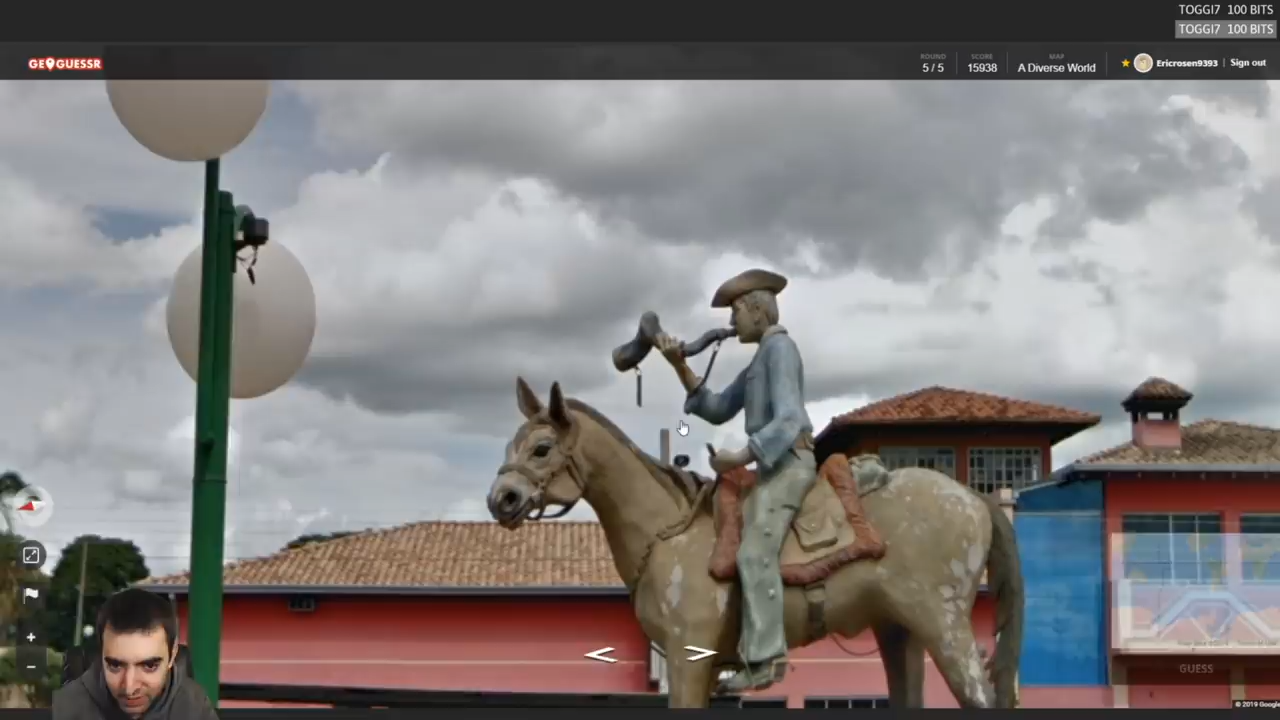 TOGGI7 100 BITS
TOGGI7 100 BITS
GEOGUESSR
ROUND
5 / 5
SCORE
15938
MAP
A Diverse World
Ericrosen9393
Sign out
GUESS
© 2019 Google